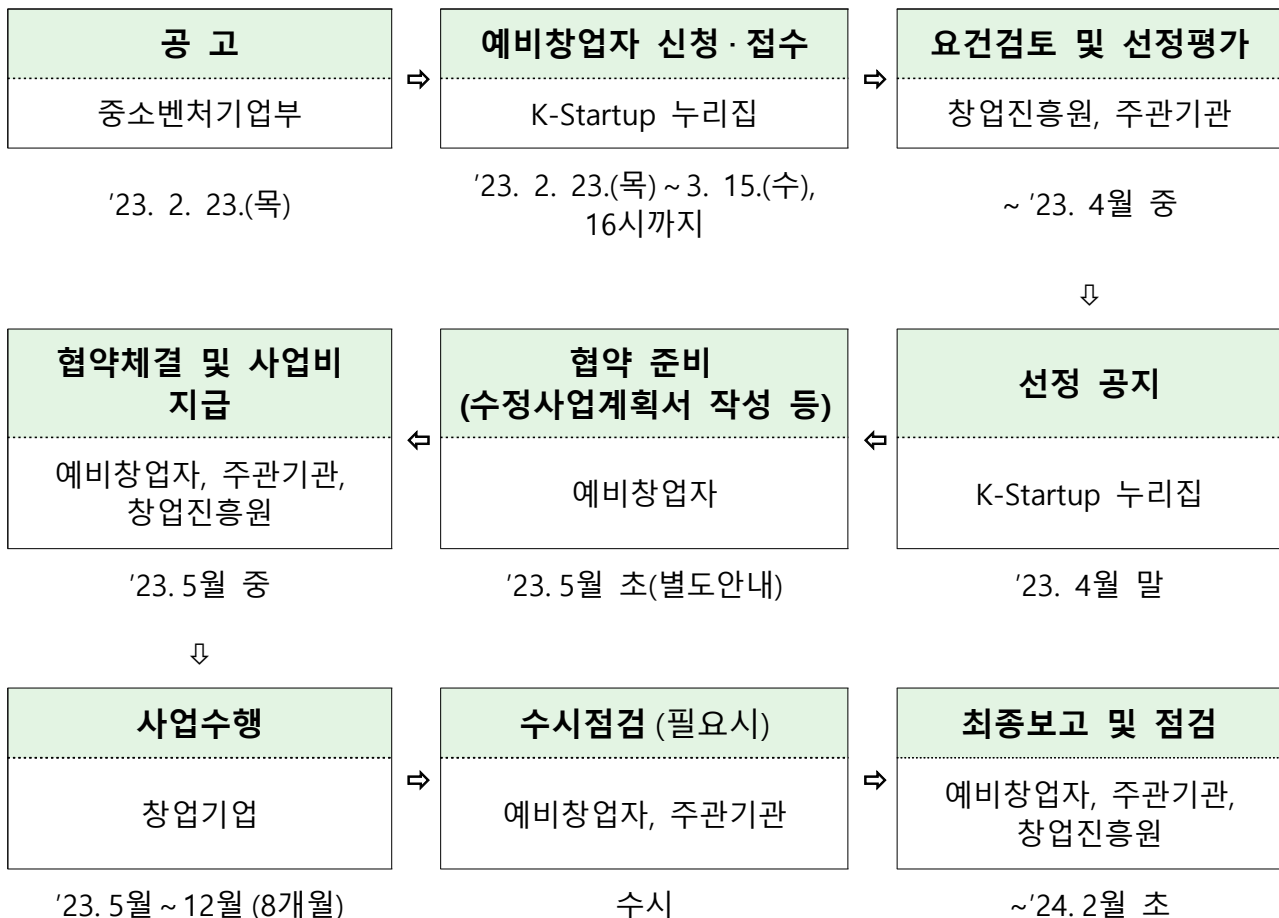 공 고
중소벤처기업부
'23. 2. 23.(목)
⇨
예비창업자 신청 · 접수
K-Startup 누리집
'23. 2. 23.(목) ~ 3. 15.(수),
16시까지
⇨
요건검토 및 선정평가
창업진흥원, 주관기관
~ '23. 4월 중
⇩
선정 공지
K-Startup 누리집
'23. 4월 말
⇦
협약 준비
(수정사업계획서 작성 등)
예비창업자
'23. 5월 초(별도안내)
⇦
협약체결 및 사업비
지급
예비창업자, 주관기관,
창업진흥원
'23. 5월 중
⇩
사업수행
창업기업
'23. 5월 ~ 12월 (8개월)
⇨
수시점검 (필요시)
예비창업자, 주관기관
수시
⇨
최종보고 및 점검
예비창업자, 주관기관,
창업진흥원
~'24. 2월 초